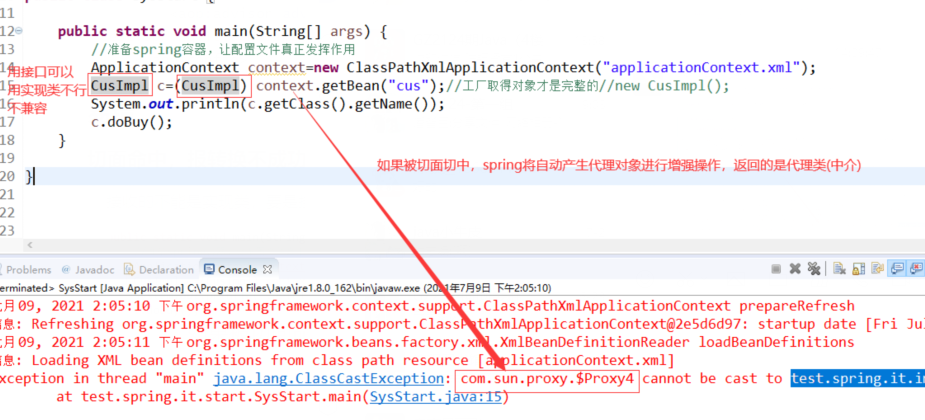 11
12 public static void main(String[] args) {
13 //准备spring容器，让配置文件真正发挥作用
14 ApplicationContext context=new ClassPathXmlApplicationContext("applicationContext.xml");
用接口可以
15 CusImpl c=(CusImpl) context.getBean("cus");//工厂取得对象才是完整的//new CusImpl();
用实现类不行
16 System.out.println(c.getClass().getName());
不兼容
17 c.doBuy();
18 }
19
如果被切面切中，spring将自动产生代理对象进行增强操作，返回的是代理类(中介)
20 }
21
22
23
Problems @ Javadoc Declaration Console
terminated> SysStart [Java Application] C:\Program Files\Java\jre1.8.0_162\bin\javaw.exe (2021年7月9日 下午2:05:10)
月 09, 2021 2:05:10 下午 org.springframework.context.support.ClassPathXmlApplicationContext prepareRefresh
信息: Refreshing org.springframework.context.support.ClassPathXmlApplicationContext@2e5d6d97: startup date [Fri Jul
月 09, 2021 2:05:11 下午 org.springframework.beans.factory.xml.XmlBeanDefinitionReader loadBeanDefinitions
信息: Loading XML bean definitions from class path resource [applicationContext.xml]
xception in thread "main" java.lang.ClassCastException: com.sun.proxy.$Proxy4 cannot be cast to test.spring.it.im
at test.spring.it.start.SysStart.main(SysStart.java:15)